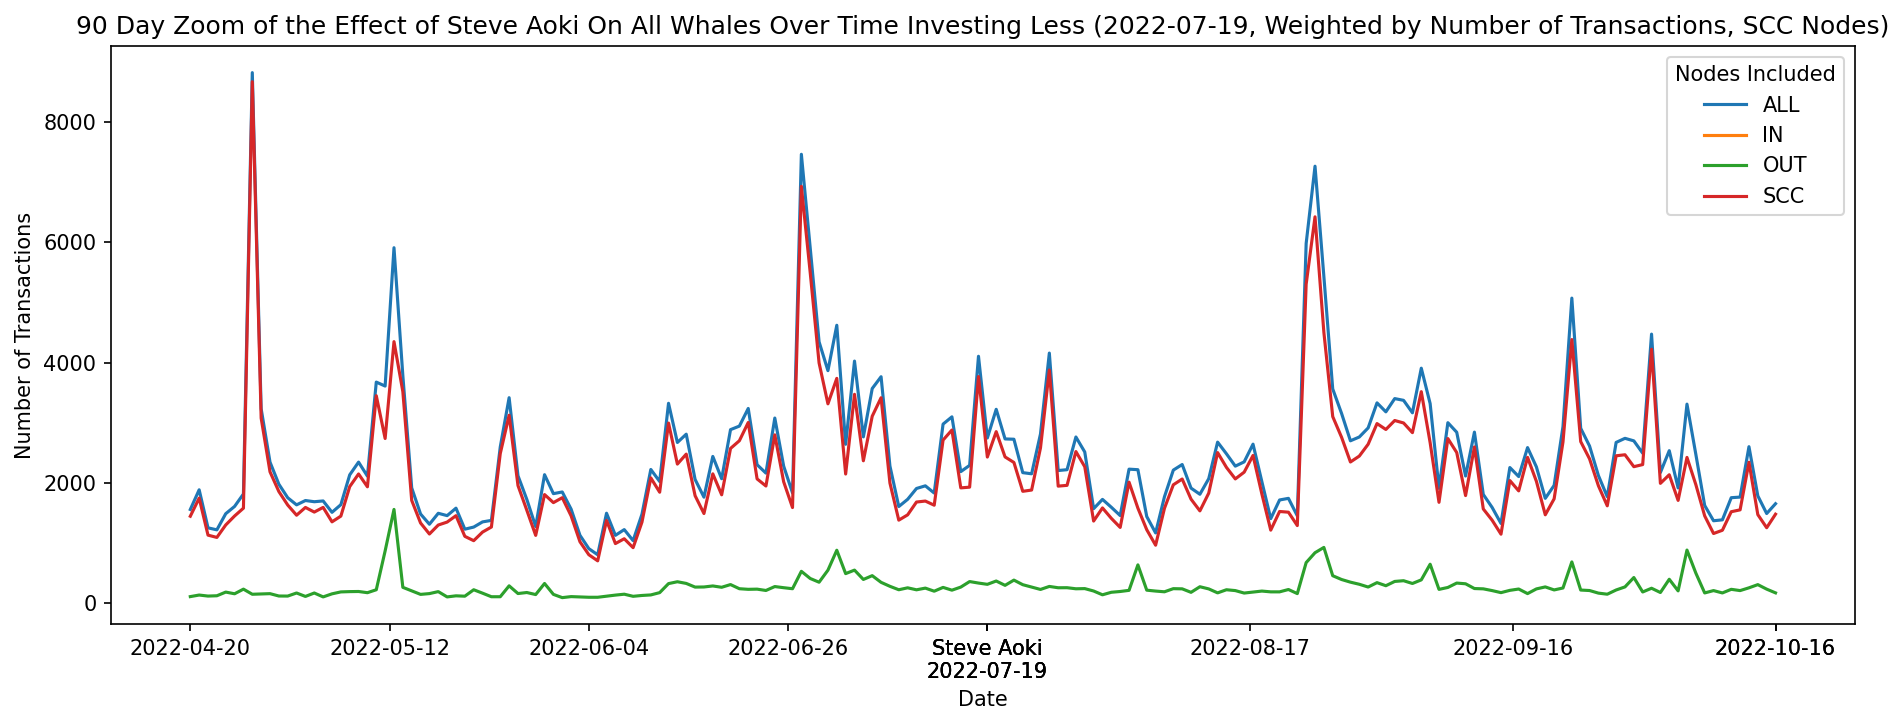 90 Day Zoom of the Effect of Steve Aoki On All Whales Over Time Investing Less (2022-07-19, Weighted by Number of Transactions, SCC Nodes)
Nodes Included
ALL
IN
OUT
SCC
Number of Transactions
8000
6000
4000
2000
0
2022-04-20
2022-05-12
2022-06-04
2022-06-26
Steve Aoki
2022-07-19
2022-08-17
2022-09-16
2022-10-16
Date